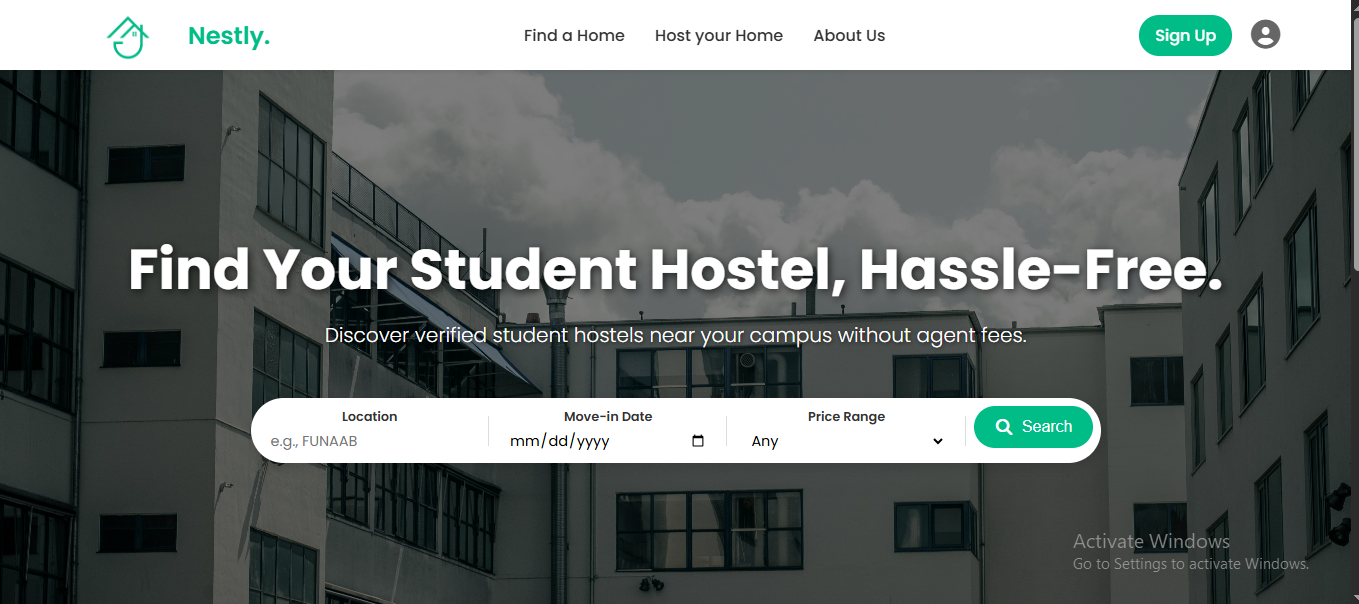 Nestly.
Find a Home
Host your Home
About Us
Sign Up
Find Your Student Hostel, Hassle-Free.
Discover verified student hostels near your campus without agent fees.
Location
Move-in Date
Price Range
e.g., FUNAAB
mm/dd/yyyy
Any
Search
Activate Windows
Go to Settings to activate Windows.